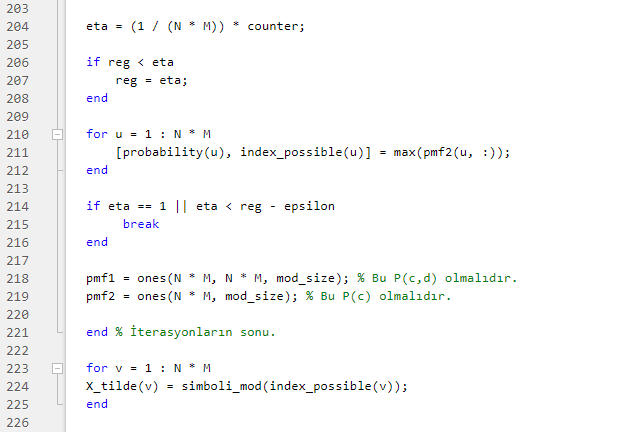 203
204 eta = (1 / (N * M)) * counter;
205
206 if reg < eta
207 reg = eta;
208 end
209
210 for u = 1 : N * M
211 [probability(u), index_possible(u)] = max(pmf2(u, :));
212 end
213
214 if eta == 1 || eta < reg - epsilon
215 break
216 end
217
218 pmf1 = ones(N * M, N * M, mod_size); % Bu P(c,d) olmalıdır.
219 pmf2 = ones(N * M, mod_size); % Bu P(c) olmalıdır.
220
221 end % İterasyonların sonu.
222
223 for v = 1 : N * M
224 X_tilde(v) = simboli_mod(index_possible(v));
225 end
226